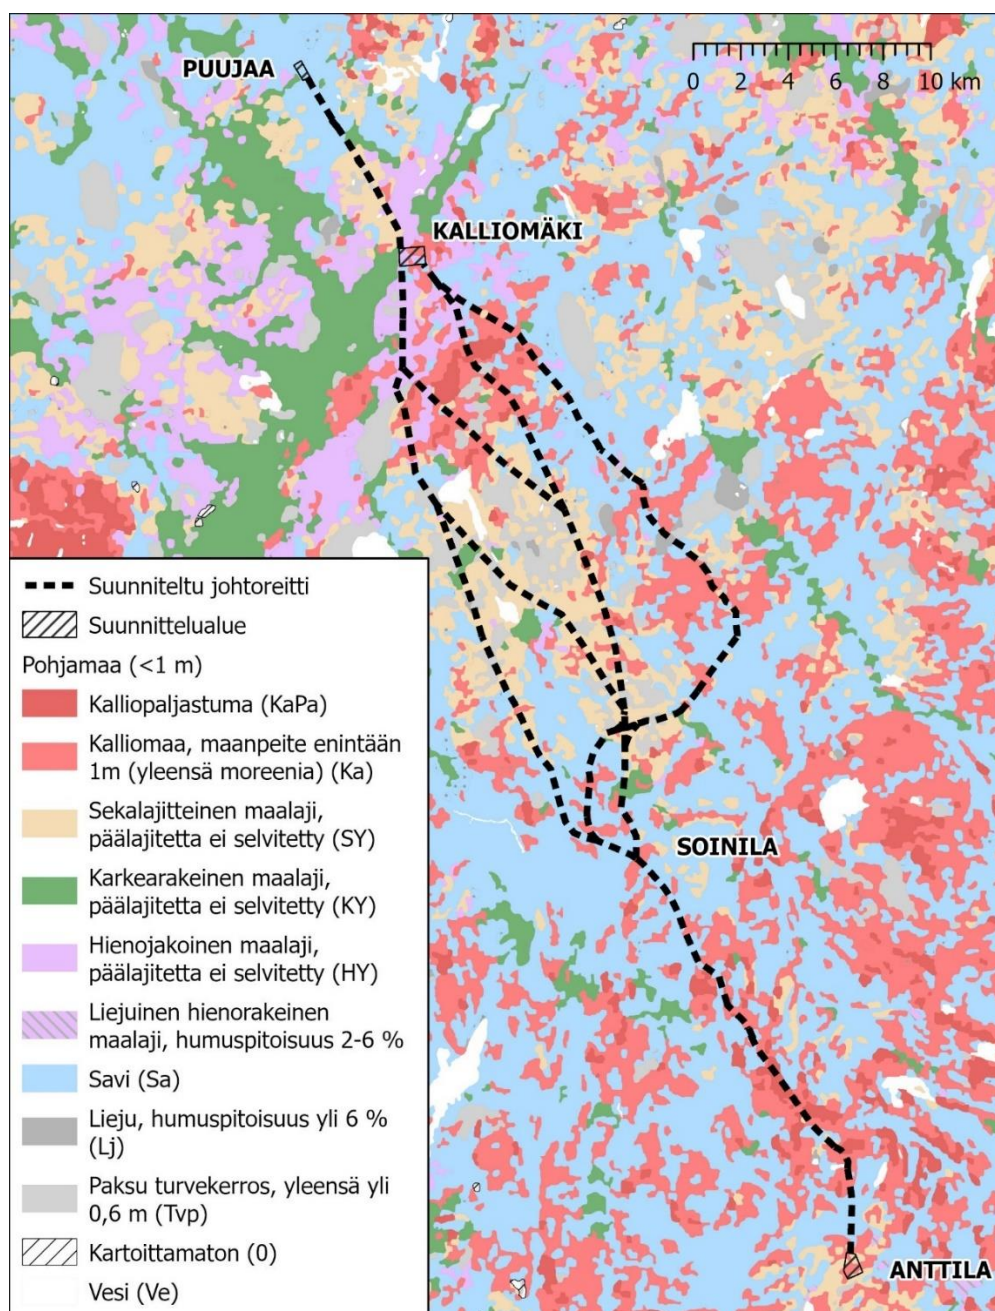 PUUJAA
0 2 4 6 8 10 km
KALLIOMÄKI
SOINILA
ANTTILA
Suunniteltu johtoreitti
Suunnittelualue
Pohjamaa (<1 m)
Kalliopaljastuma (KaPa)
Kalliomaa, maanpeite enintään
1m (yleensä moreenia) (Ka)
Sekalajitteinen maalaji,
päälajitetta ei selvitetty (SY)
Karkearakeinen maalaji,
päälajitetta ei selvitetty (KY)
Hienojakoinen maalaji,
päälajitetta ei selvitetty (HY)
Liejuinen hienorakeinen
maalaji, humuspitoisuus 2-6 %
Savi (Sa)
Lieju, humuspitoisuus yli 6 %
(Lj)
Paksu turvekerros, yleensä yli
0,6 m (Tvp)
Kartoittamaton (0)
Vesi (Ve)